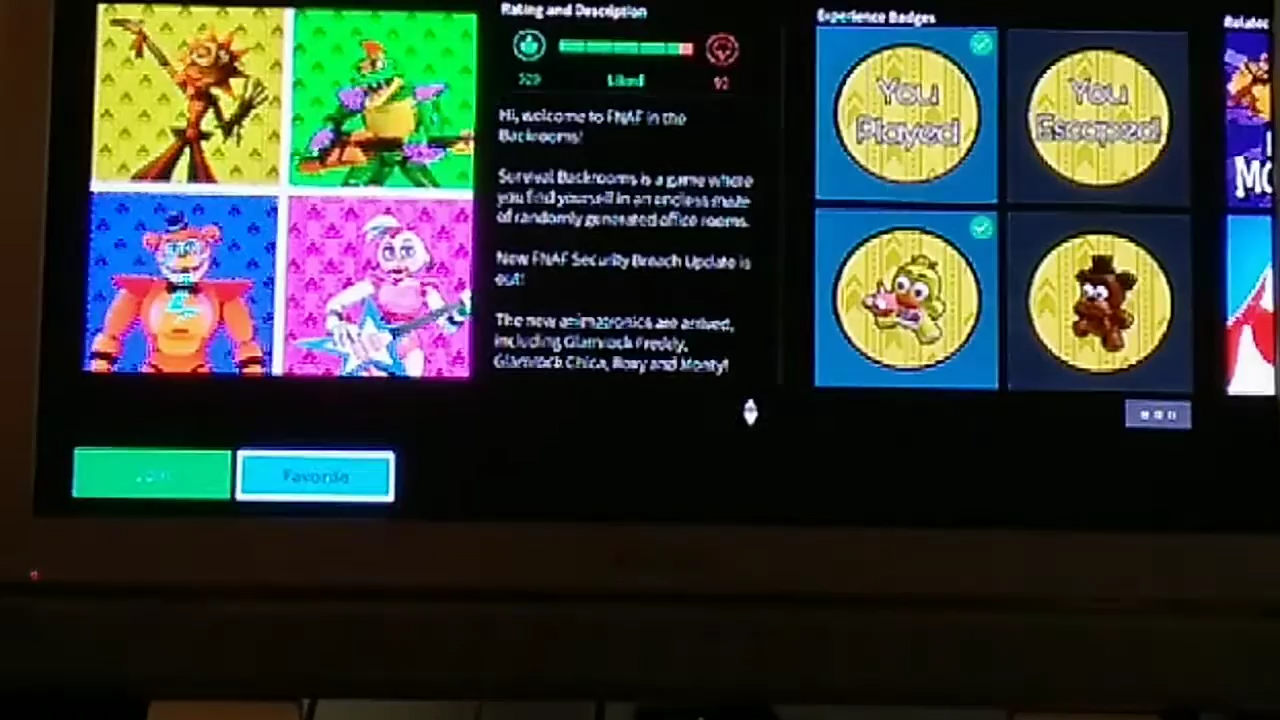 Rating and Description
Liked
Hi, welcome to FNAF in the
Backrooms!
Survival Backrooms is a game where
you find yourself in an endless maze
of randomly generated office rooms.
New FNAF Security Breach Update is
out!
The new animatronics are arrived,
including Glamrock Freddy,
Glamrock Chica, Roxy and Monty!
Favorite
Experience Badges
You
Played
You
Escaped!